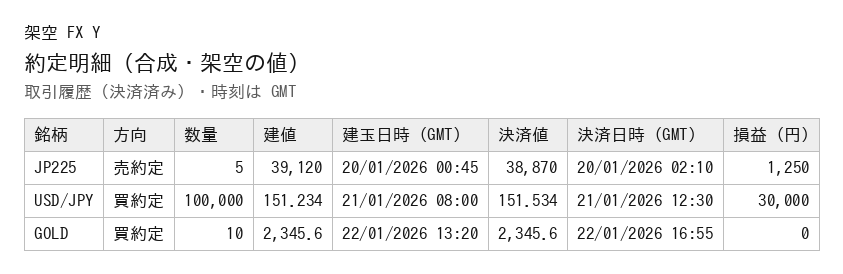 架空 FX Y
約定明細（合成・架空の値）
取引履歴（決済済み）・時刻は GMT
銘柄 方向 数量 建値 建玉日時（GMT） 決済値 決済日時（GMT） 損益（円）
JP225 売約定 5 39,120 20/01/2026 00:45 38,870 20/01/2026 02:10 1,250
USD/JPY 買約定 100,000 151.234 21/01/2026 08:00 151.534 21/01/2026 12:30 30,000
GOLD 買約定 10 2,345.6 22/01/2026 13:20 2,345.6 22/01/2026 16:55 0